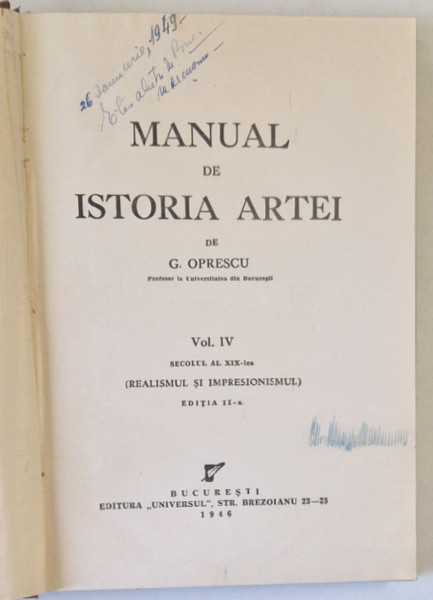 26 Ianuarie, 1949.
MANUAL
DE
ISTORIA ARTEI
DE
G. OPRESCU
Profesor la Universitatea din Bucureşti
Vol. IV
SECOLUL AL XIX-lea
(REALISMUL ŞI IMPRESIONISMUL)
EDIŢIA II-a
BUCUREŞTI
EDITURA „UNIVERSUL", STR. BREZOIANU 23—25
1946